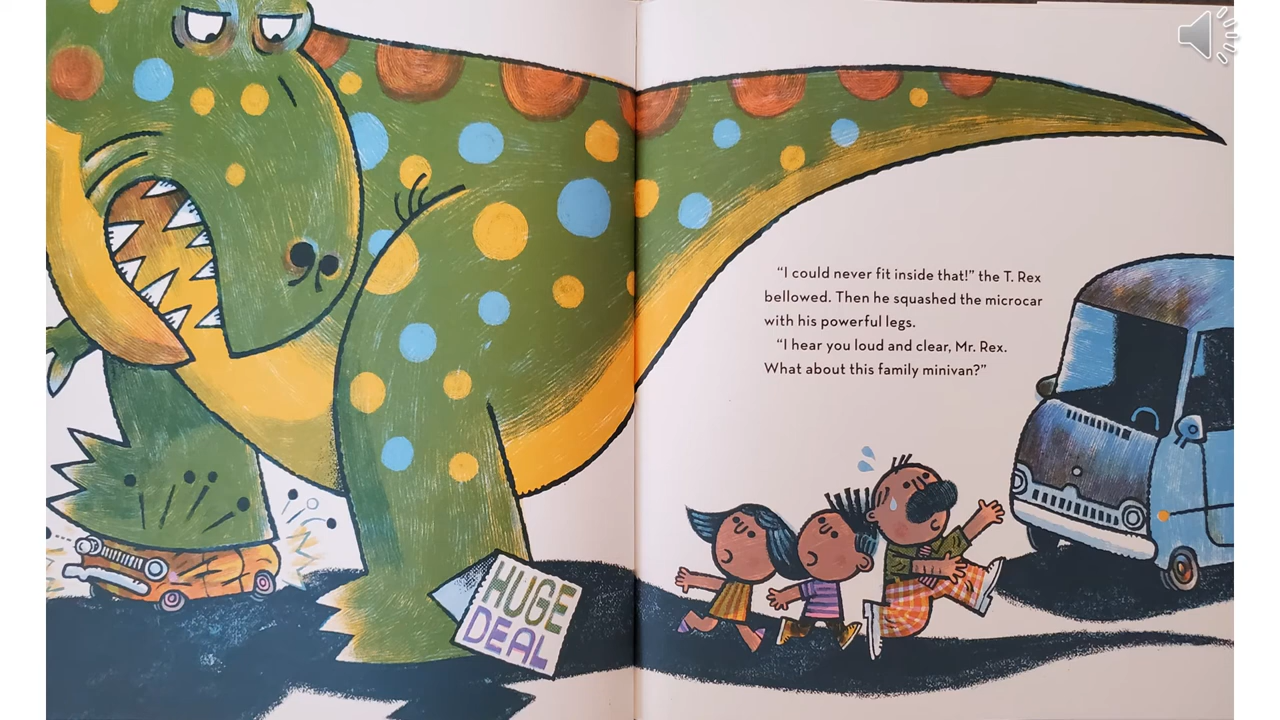 HUGE
DEAL
“I could never fit inside that!” the T. Rex
bellowed. Then he squashed the microcar
with his powerful legs.
“I hear you loud and clear, Mr. Rex.
What about this family minivan?”